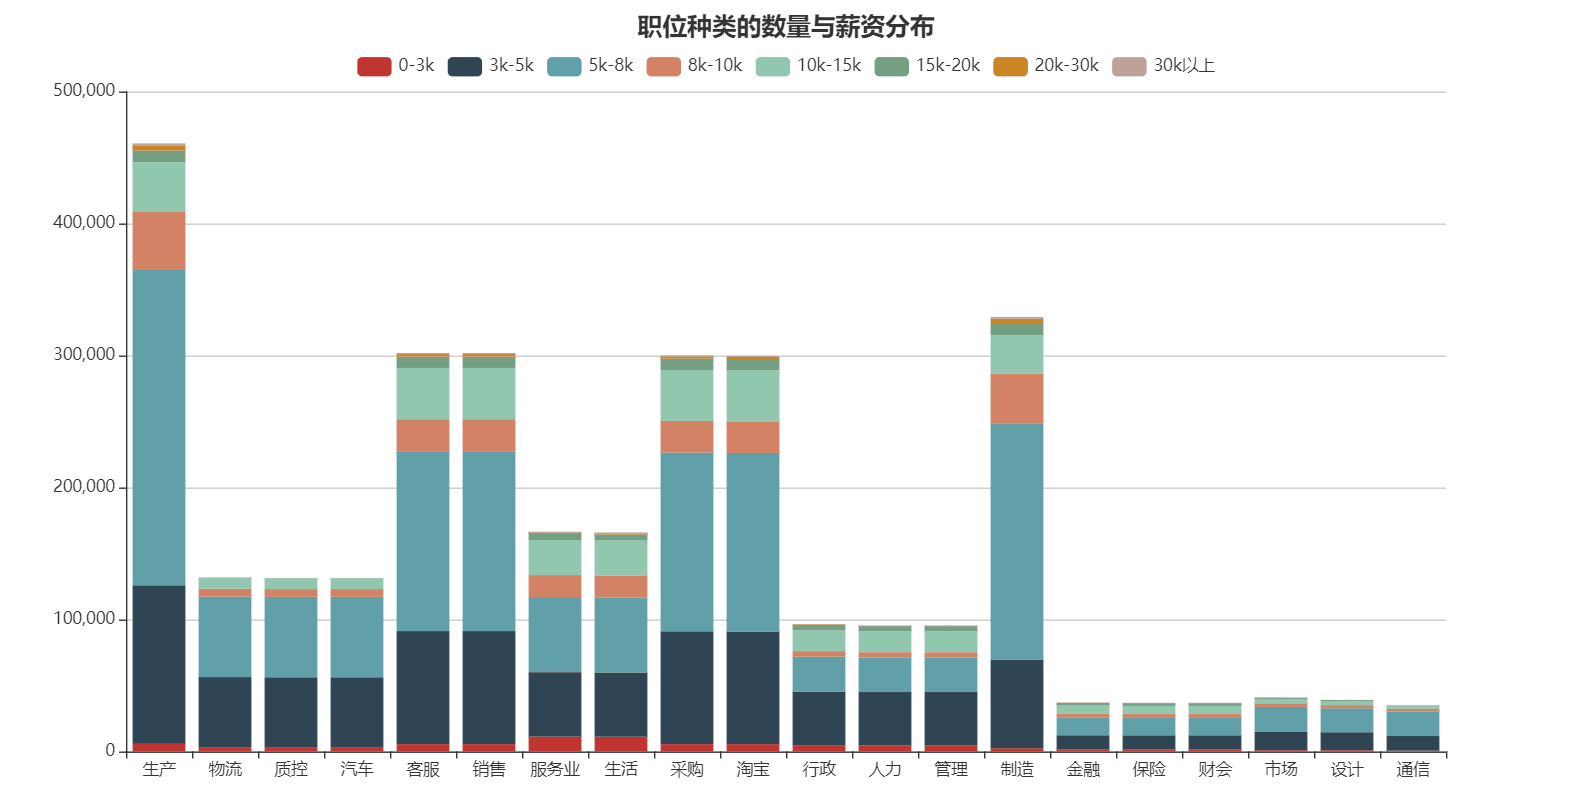 职位种类的数量与薪资分布
0-3k 3k-5k 5k-8k 8k-10k 10k-15k 15k-20k 20k-30k 30k以上
500,000
400,000
300,000
200,000
100,000
0
生产 物流 质控 汽车 客服 销售 服务业 生活 采购 淘宝 行政 人力 管理 制造 金融 保险 财会 市场 设计 通信